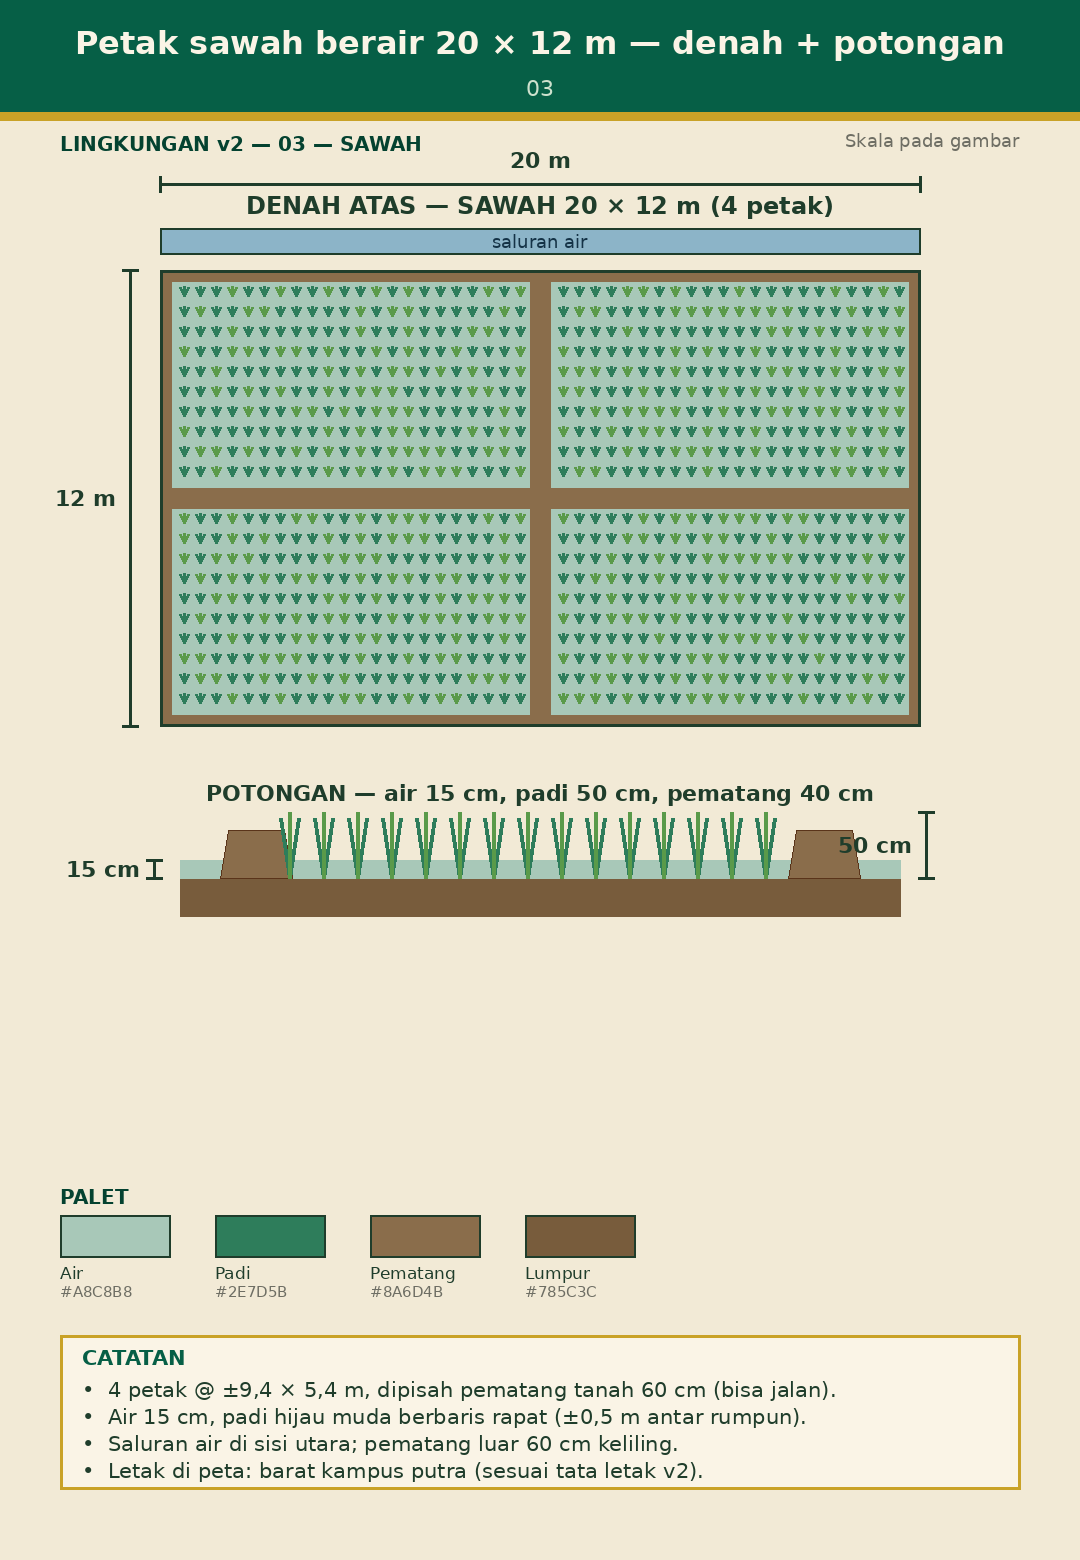 Petak sawah berair 20 × 12 m — denah + potongan
03
LINGKUNGAN v2 — 03 — SAWAH
Skala pada gambar
20 m
DENAH ATAS — SAWAH 20 × 12 m (4 petak)
saluran air
12 m
POTONGAN — air 15 cm, padi 50 cm, pematang 40 cm
50 cm
15 cm
PALET
Air
#A8C8B8
Padi
#2E7D5B
Pematang
#8A6D4B
Lumpur
#785C3C
CATATAN
• 4 petak @ ±9,4 × 5,4 m, dipisah pematang tanah 60 cm (bisa jalan).
• Air 15 cm, padi hijau muda berbaris rapat (±0,5 m antar rumpun).
• Saluran air di sisi utara; pematang luar 60 cm keliling.
• Letak di peta: barat kampus putra (sesuai tata letak v2).